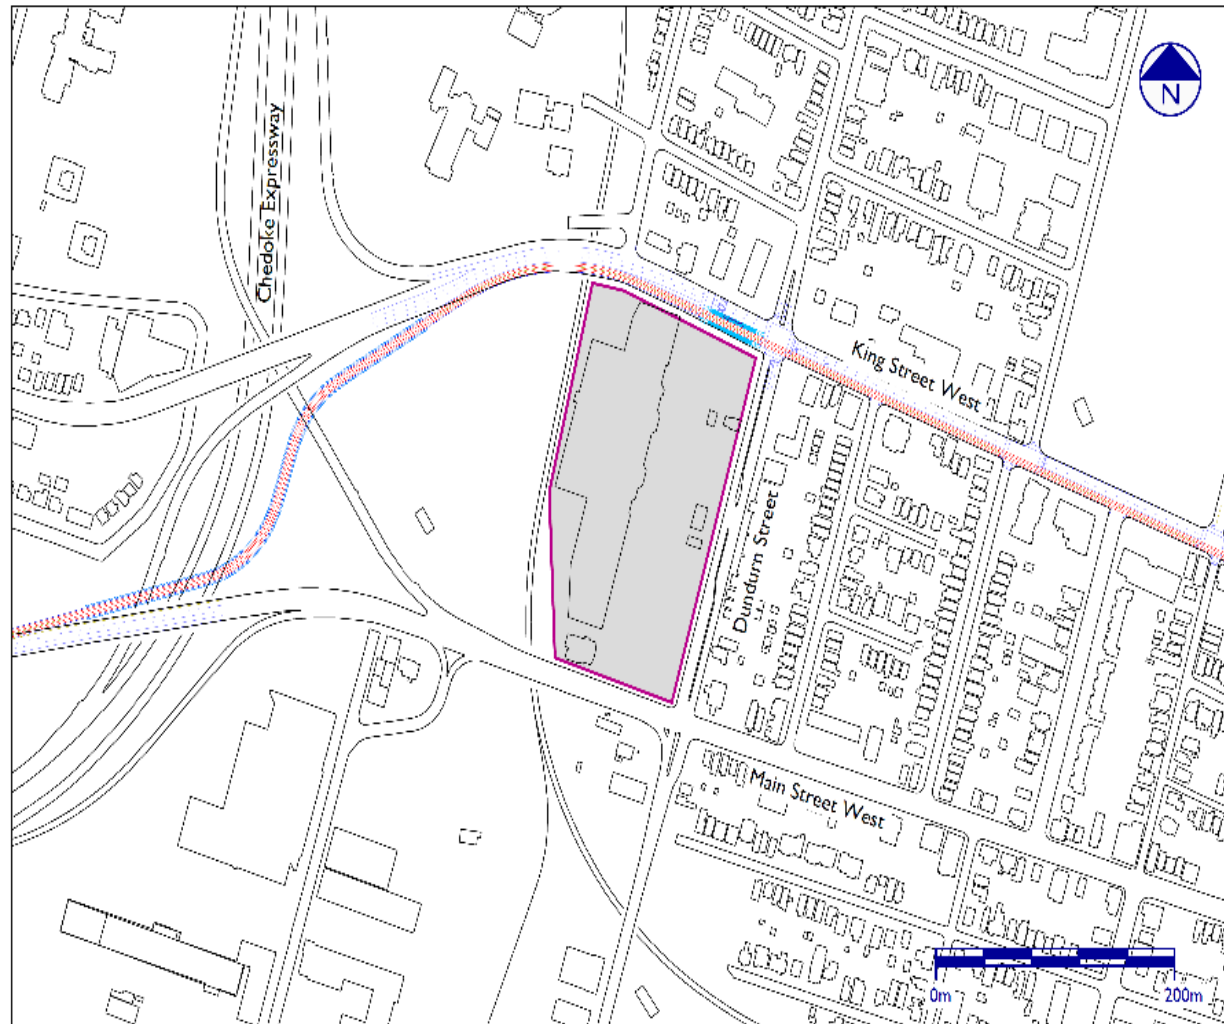 N
Chedoke Expressway
King Street West
Dundurn Street
Main Street West
0m 200m